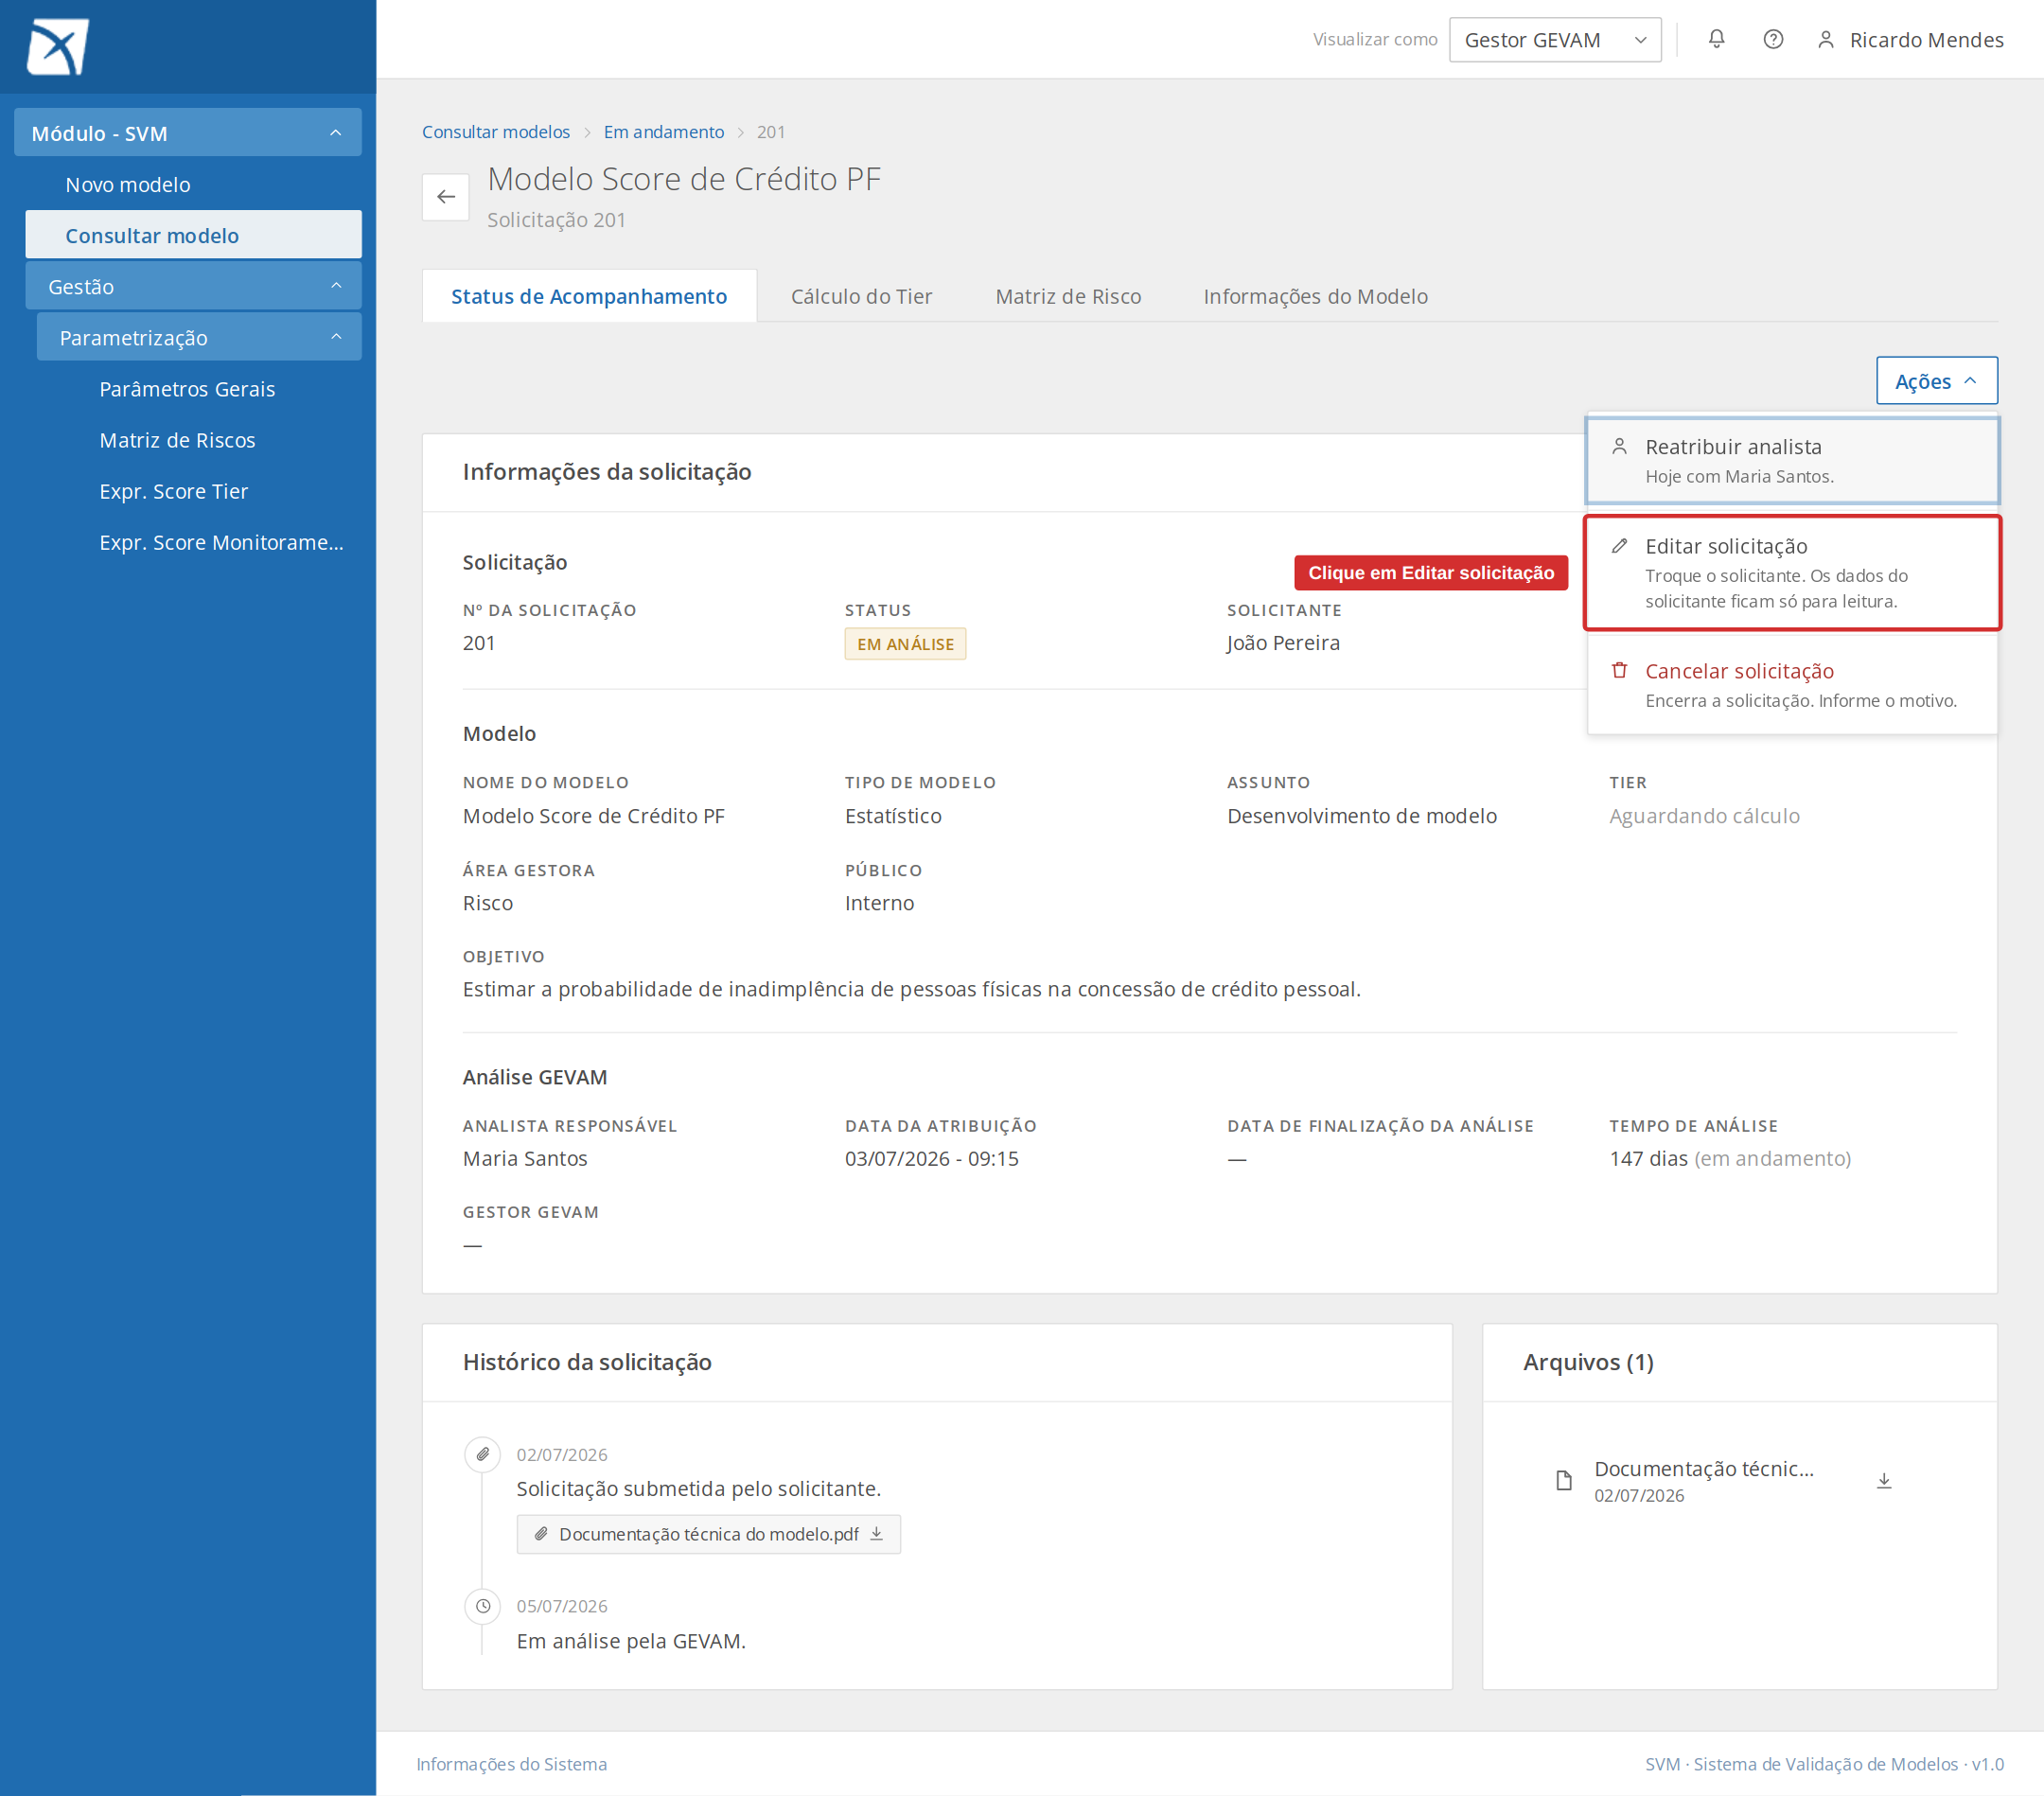 Visualizar como
Gestor GEVAM
Ricardo Mendes
Módulo - SVM
Novo modelo
Consultar modelo
Gestão
Parametrização
Parâmetros Gerais
Matriz de Riscos
Expr. Score Tier
Expr. Score Monitorame...
Consultar modelos
Em andamento
201
Modelo Score de Crédito PF
Solicitação 201
Status de Acompanhamento
Cálculo do Tier
Matriz de Risco
Informações do Modelo
Ações
Reatribuir analista
Hoje com Maria Santos.
Editar solicitação
Troque o solicitante. Os dados do
solicitante ficam só para leitura.
Cancelar solicitação
Encerra a solicitação. Informe o motivo.
Clique em Editar solicitação
Informações da solicitação
Solicitação
Nº DA SOLICITAÇÃO
201
STATUS
EM ANÁLISE
SOLICITANTE
João Pereira
Modelo
NOME DO MODELO
Modelo Score de Crédito PF
TIPO DE MODELO
Estatístico
ASSUNTO
Desenvolvimento de modelo
TIER
Aguardando cálculo
ÁREA GESTORA
Risco
PÚBLICO
Interno
OBJETIVO
Estimar a probabilidade de inadimplência de pessoas físicas na concessão de crédito pessoal.
Análise GEVAM
ANALISTA RESPONSÁVEL
Maria Santos
DATA DA ATRIBUIÇÃO
03/07/2026 - 09:15
DATA DE FINALIZAÇÃO DA ANÁLISE
—
TEMPO DE ANÁLISE
147 dias (em andamento)
GESTOR GEVAM
—
Histórico da solicitação
02/07/2026
Solicitação submetida pelo solicitante.
Documentação técnica do modelo.pdf
05/07/2026
Em análise pela GEVAM.
Arquivos (1)
Documentação técnic...
02/07/2026
Informações do Sistema
SVM · Sistema de Validação de Modelos · v1.0